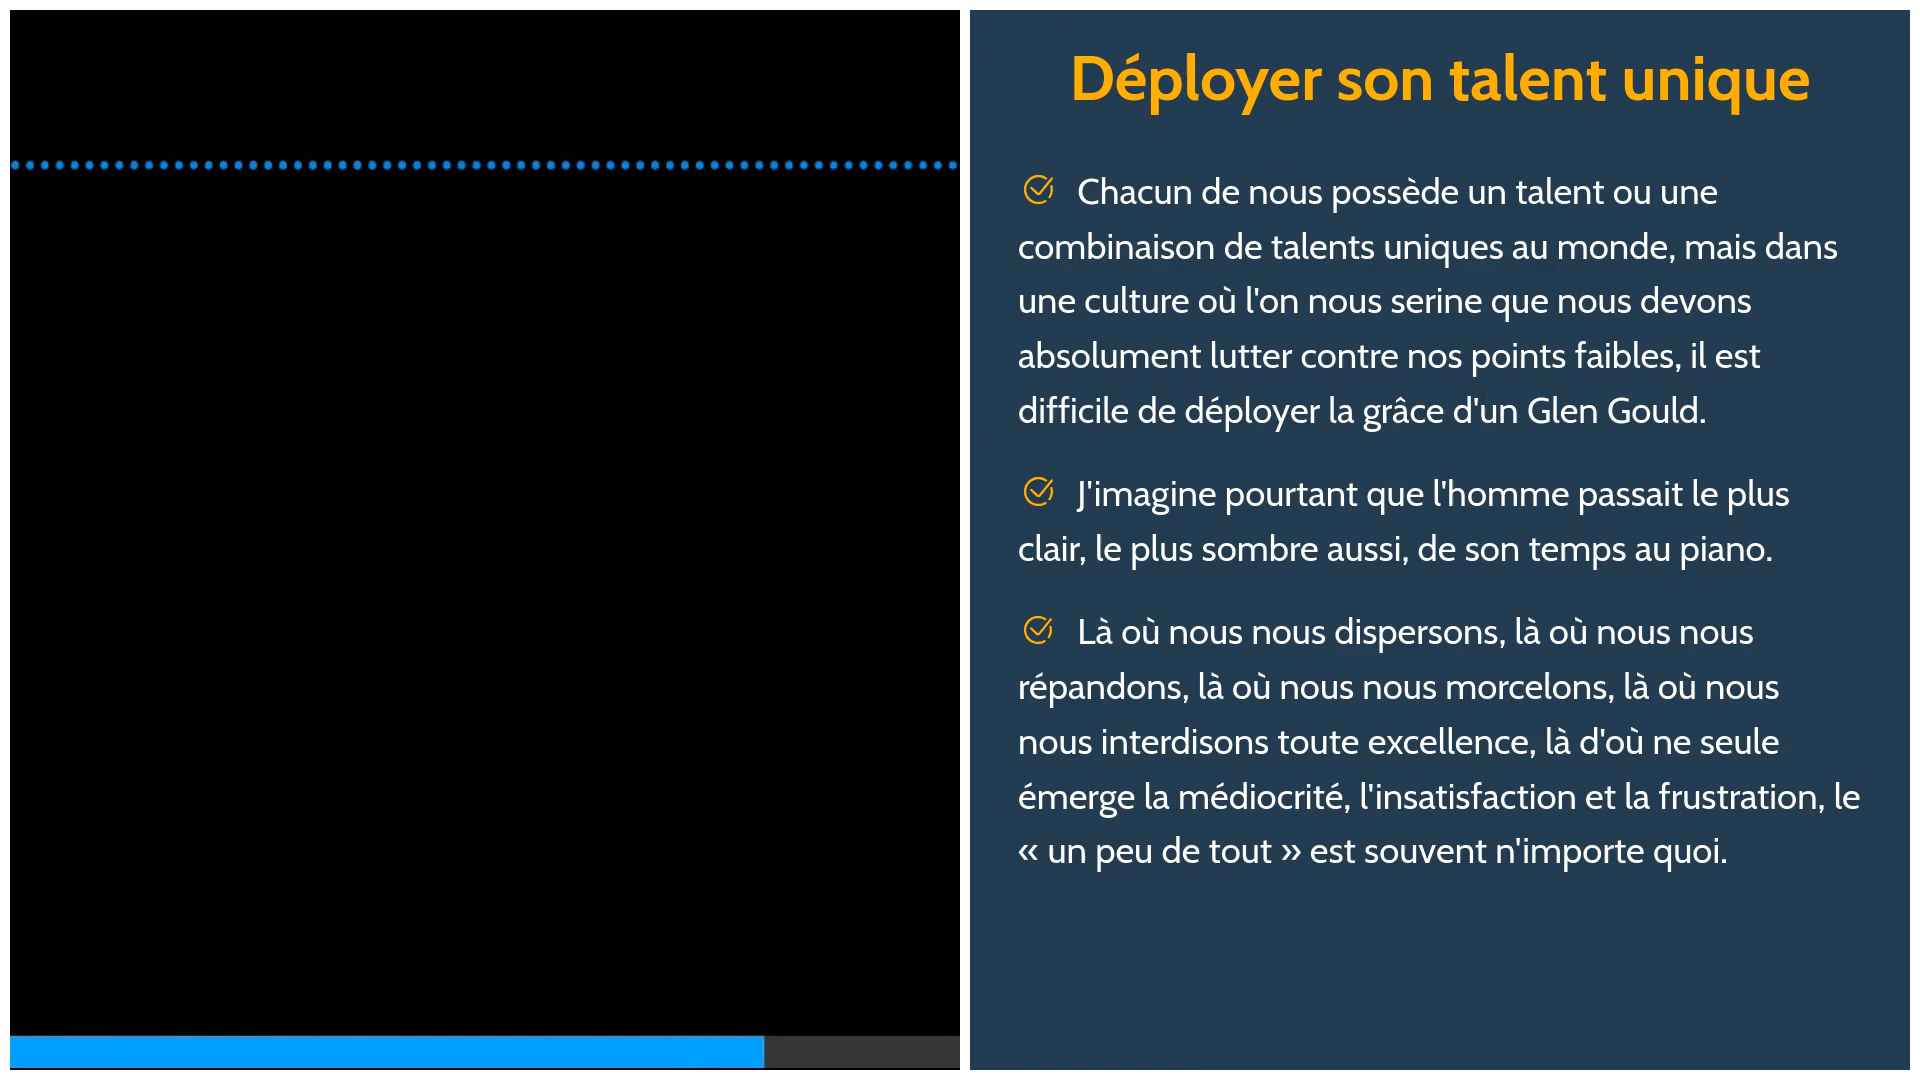 Déployer son talent unique
Chacun de nous possède un talent ou une
combinaison de talents uniques au monde, mais dans
une culture où l'on nous serine que nous devons
absolument lutter contre nos points faibles, il est
difficile de déployer la grâce d'un Glen Gould.
J'imagine pourtant que l'homme passait le plus
clair, le plus sombre aussi, de son temps au piano.
Là où nous nous dispersons, là où nous nous
répandons, là où nous nous morcelons, là où nous
nous interdisons toute excellence, là d'où ne seule
émerge la médiocrité, l'insatisfaction et la frustration, le
« un peu de tout » est souvent n'importe quoi.